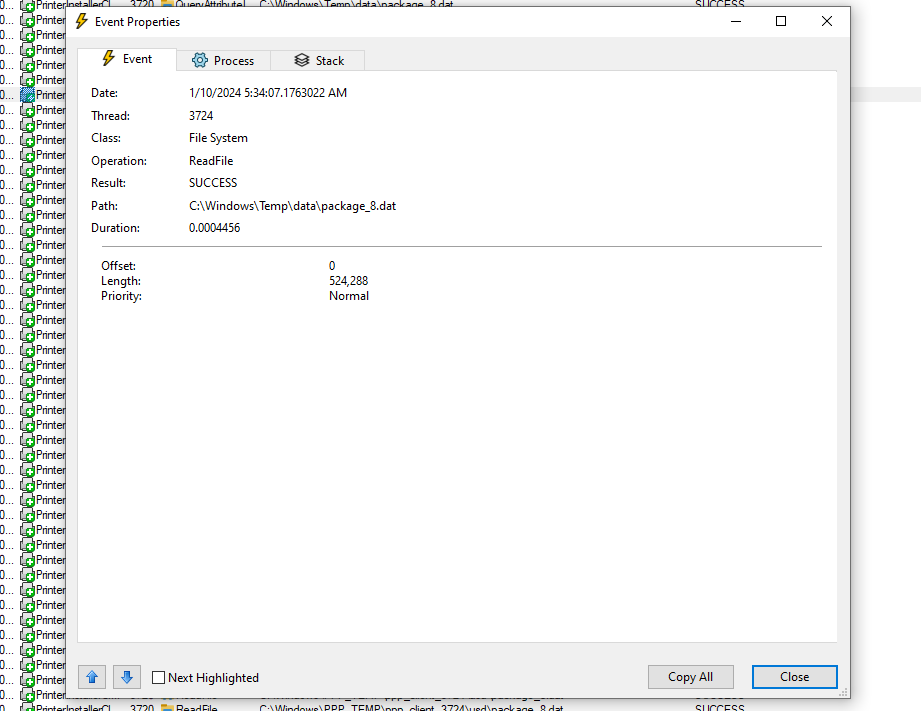 PrinterInstallerCl... 3720 QueryAttributeI... C:\Windows\Temp\data\package_8.dat SUCCESS
Event Properties
Event Process Stack
Date: 1/10/2024 5:34:07.1763022 AM
Thread: 3724
Class: File System
Operation: ReadFile
Result: SUCCESS
Path: C:\Windows\Temp\data\package_8.dat
Duration: 0.0004456
Offset: 0
Length: 524,288
Priority: Normal
Next Highlighted Copy All Close
PrinterInstallerCl... 3720 ReadFile C:\Windows\PPP_TEMP\ppp_client_3724\usd\package_8.dat SUCCESS